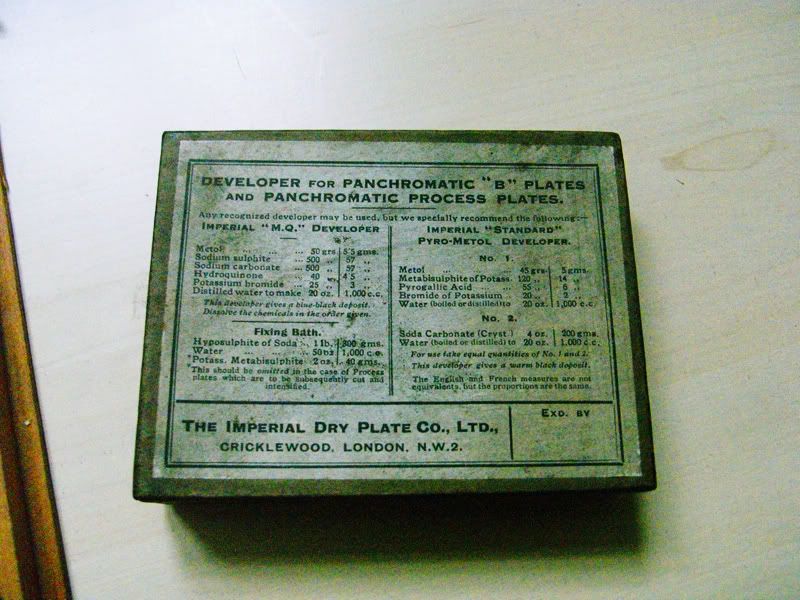 DEVELOPER FOR PANCHROMATIC "B" PLATES
AND PANCHROMATIC PROCESS PLATES.
Any recognized developer may be used, but we specially recommend the following:—
IMPERIAL "M.Q." DEVELOPER
Metol ... ... ... 50 grs. 5·5 gms.
Sodium sulphite ... 500 „ 57 „
Sodium carbonate ... 500 „ 57 „
Hydroquinone ... 40 „ 4·5 „
Potassium bromide ... 25 „ 3 „
Distilled water to make 20 oz. 1,000 c.c.
This developer gives a blue-black deposit.
Dissolve the chemicals in the order given.
Fixing Bath.
Hyposulphite of Soda 1 lb. 300 gms.
Water ... ... 50 oz 1,000 c.c.
*Potass. Metabisulphite 2 oz. 40 gms.
*This should be omitted in the case of Process
plates which are to be subsequently cut and
intensified.
IMPERIAL "STANDARD"
PYRO-METOL DEVELOPER.
No. 1.
Metol ... ... 45 grs. 5 gms.
Metabisulphite of Potass. 120 „ 14 „
Pyrogallic Acid ... 55 „ 6 „
Bromide of Potassium ... 20 „ 2 „
Water (boiled or distilled) to 20 oz. 1,000 c.c.
No. 2.
Soda Carbonate (Cryst.) 4 oz. 200 gms.
Water (boiled or distilled) to 20 oz. 1,000 c.c.
For use take equal quantities of No. 1 and 2.
This developer gives a warm black deposit.
The English and French measures are not
equivalents, but the proportions are the same.
THE IMPERIAL DRY PLATE CO., LTD.,
CRICKLEWOOD, LONDON, N.W.2.
EXD. BY